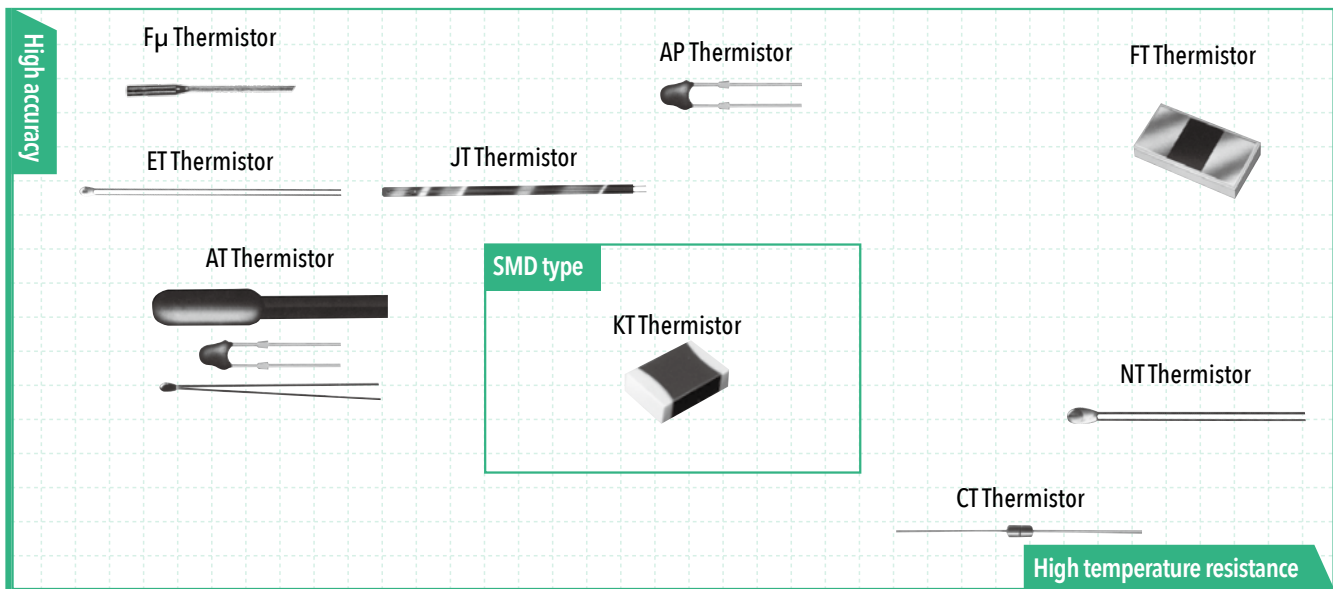 High accuracy
Fμ Thermistor
AP Thermistor
FT Thermistor
ET Thermistor
JT Thermistor
AT Thermistor
SMD type
KT Thermistor
NT Thermistor
CT Thermistor
High temperature resistance